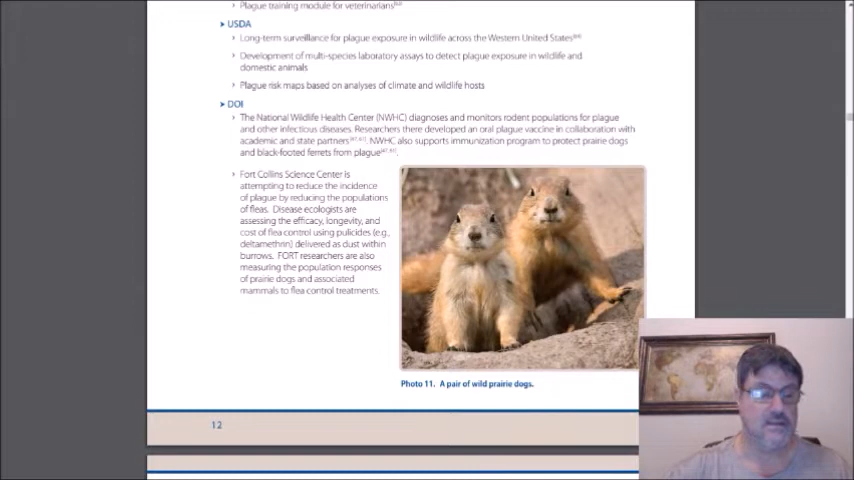 Plague training module for veterinarians
➤ USDA
› Long-term surveillance for plague exposure in wildlife across the Western United States
› Development of multi-species laboratory assays to detect plague exposure in wildlife and
domestic animals
› Plague risk maps based on analyses of climate and wildlife hosts
➤ DOI
› The National Wildlife Health Center (NWHC) diagnoses and monitors rodent populations for plague
and other infectious diseases. Researchers there developed an oral plague vaccine in collaboration with
academic and state partners. NWHC also supports immunization program to protect prairie dogs
and black-footed ferrets from plague.
› Fort Collins Science Center is
attempting to reduce the incidence
of plague by reducing the populations
of fleas. Disease ecologists are
assessing the efficacy, longevity, and
cost of flea control using pulicides (e.g.,
deltamethrin) delivered as dust within
burrows. FORT researchers are also
measuring the population responses
of prairie dogs and associated
mammals to flea control treatments.
Photo 11. A pair of wild prairie dogs.
12